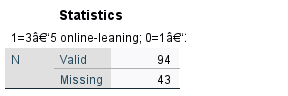 Statistics
1=3â€“5 online-leaning; 0=1â€“
N Valid 94
Missing 43